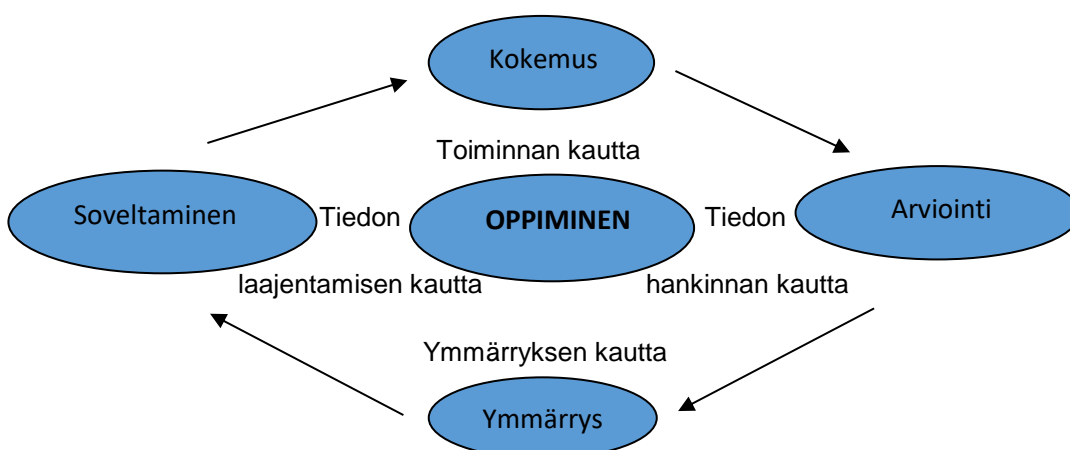 Kokemus
Toiminnan kautta
Soveltaminen Tiedon OPPIMINEN Tiedon Arviointi
laajentamisen kautta hankinnan kautta
Ymmärryksen kautta
Ymmärrys